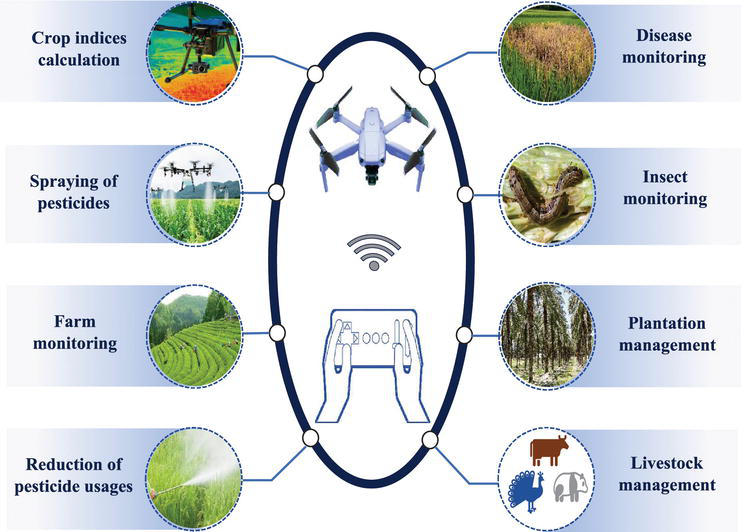 Crop indices
calculation
Disease
monitoring
Spraying of
pesticides
Insect
monitoring
Farm
monitoring
Plantation
management
Reduction of
pesticide usages
Livestock
management